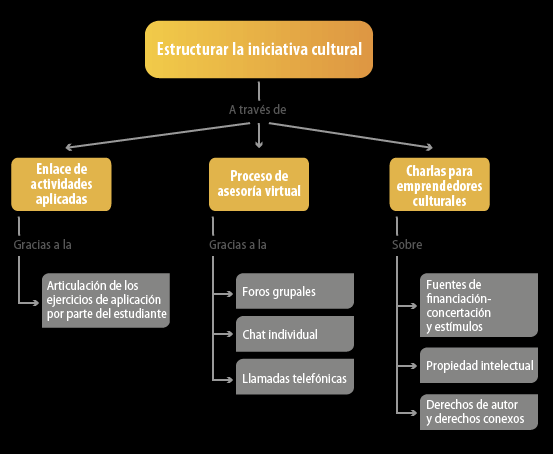 Estructurar la iniciativa cultural
A través de
Enlace de
actividades
aplicadas
Proceso de
asesoría virtual
Charlas para
emprendedores
culturales
Gracias a la
Gracias a la
Sobre
Articulación de los
ejercicios de aplicación
por parte del estudiante
Foros grupales
Chat individual
Llamadas telefónicas
Fuentes de
financiación-
concertación
y estímulos
Propiedad intelectual
Derechos de autor
y derechos conexos